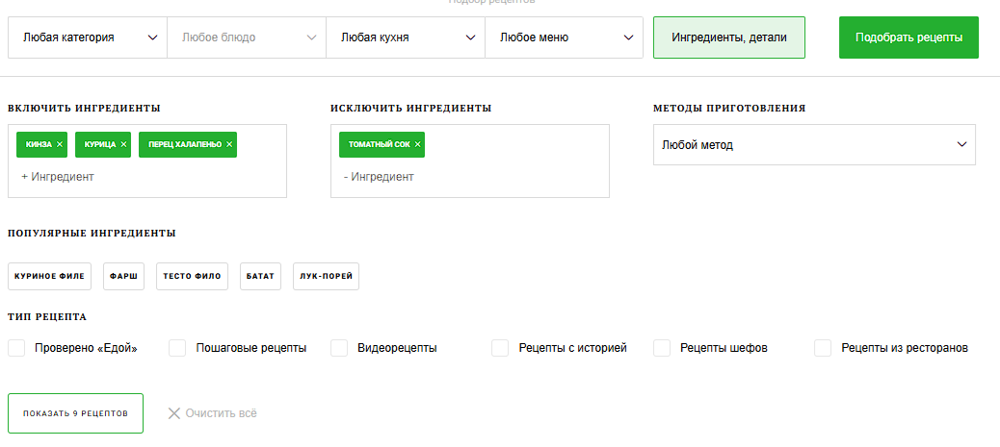 Подбор рецептов
Любая категория Любое блюдо Любая кухня Любое меню Ингредиенты, детали Подобрать рецепты
ВКЛЮЧИТЬ ИНГРЕДИЕНТЫ ИСКЛЮЧИТЬ ИНГРЕДИЕНТЫ МЕТОДЫ ПРИГОТОВЛЕНИЯ
КИНЗА × КУРИЦА × ПЕРЕЦ ХАЛАПЕНЬО × ТОМАТНЫЙ СОК × Любой метод
+ Ингредиент - Ингредиент
ПОПУЛЯРНЫЕ ИНГРЕДИЕНТЫ
КУРИНОЕ ФИЛЕ ФАРШ ТЕСТО ФИЛО БАТАТ ЛУК-ПОРЕЙ
ТИП РЕЦЕПТА
Проверено «Едой» Пошаговые рецепты Видеорецепты Рецепты с историей Рецепты шефов Рецепты из ресторанов
ПОКАЗАТЬ 9 РЕЦЕПТОВ Очистить всё